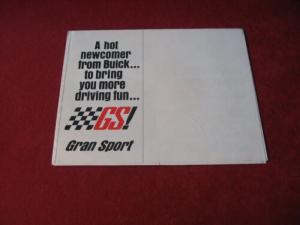 A hot
newcomer
from Buick...
to bring
you more
driving fun...
GS!
Gran Sport